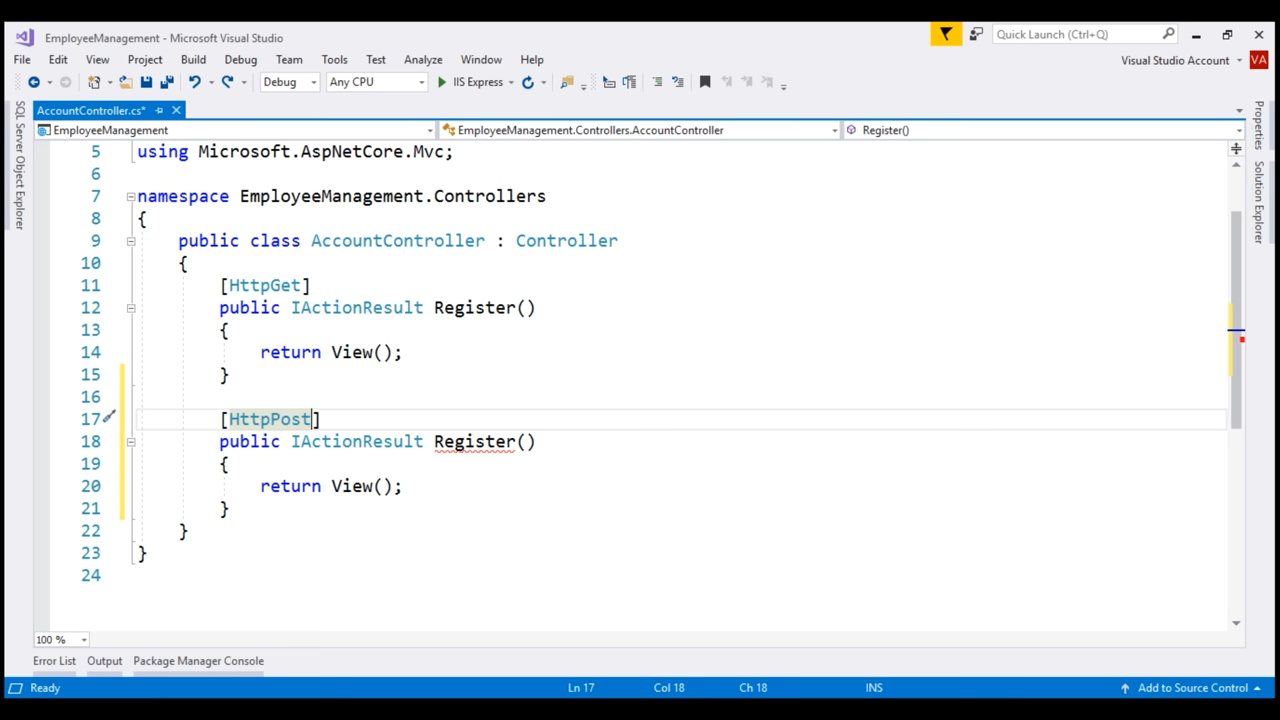 EmployeeManagement - Microsoft Visual Studio
Quick Launch (Ctrl+Q)
File Edit View Project Build Debug Team Tools Test Analyze Window Help
Visual Studio Account VA
Debug Any CPU IIS Express
AccountController.cs*
EmployeeManagement EmployeeManagement.Controllers.AccountController Register()
SQL Server Object Explorer
Properties
Solution Explorer
5 using Microsoft.AspNetCore.Mvc;
6
7 namespace EmployeeManagement.Controllers
8 {
9 public class AccountController : Controller
10 {
11 [HttpGet]
12 public IActionResult Register()
13 {
14 return View();
15 }
16
17 [HttpPost]
18 public IActionResult Register()
19 {
20 return View();
21 }
22 }
23 }
24
100 %
Error List Output Package Manager Console
Ready Ln 17 Col 18 Ch 18 INS Add to Source Control